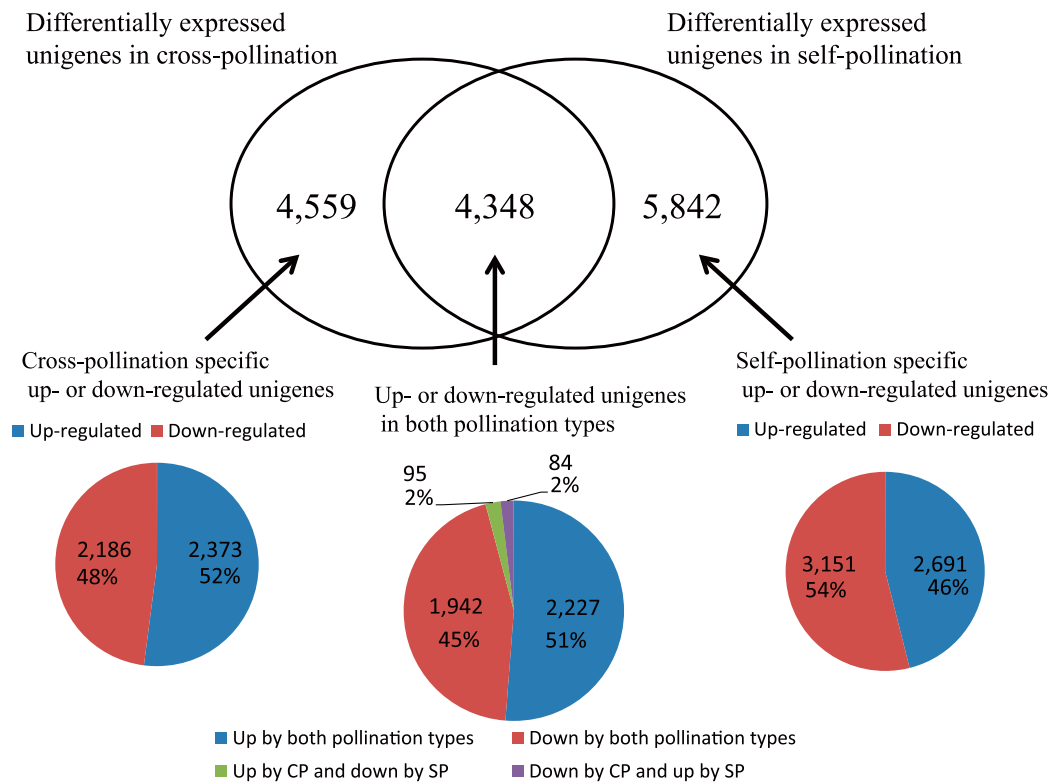 Differentially expressed
unigenes in cross-pollination
Differentially expressed
unigenes in self-pollination
4,559
4,348
5,842
Cross-pollination specific
up- or down-regulated unigenes
Up- or down-regulated unigenes
in both pollination types
Self-pollination specific
up- or down-regulated unigenes
Up-regulated
Down-regulated
2,186
48%
2,373
52%
95
2%
84
2%
1,942
45%
2,227
51%
Up-regulated
Down-regulated
3,151
54%
2,691
46%
Up by both pollination types
Down by both pollination types
Up by CP and down by SP
Down by CP and up by SP